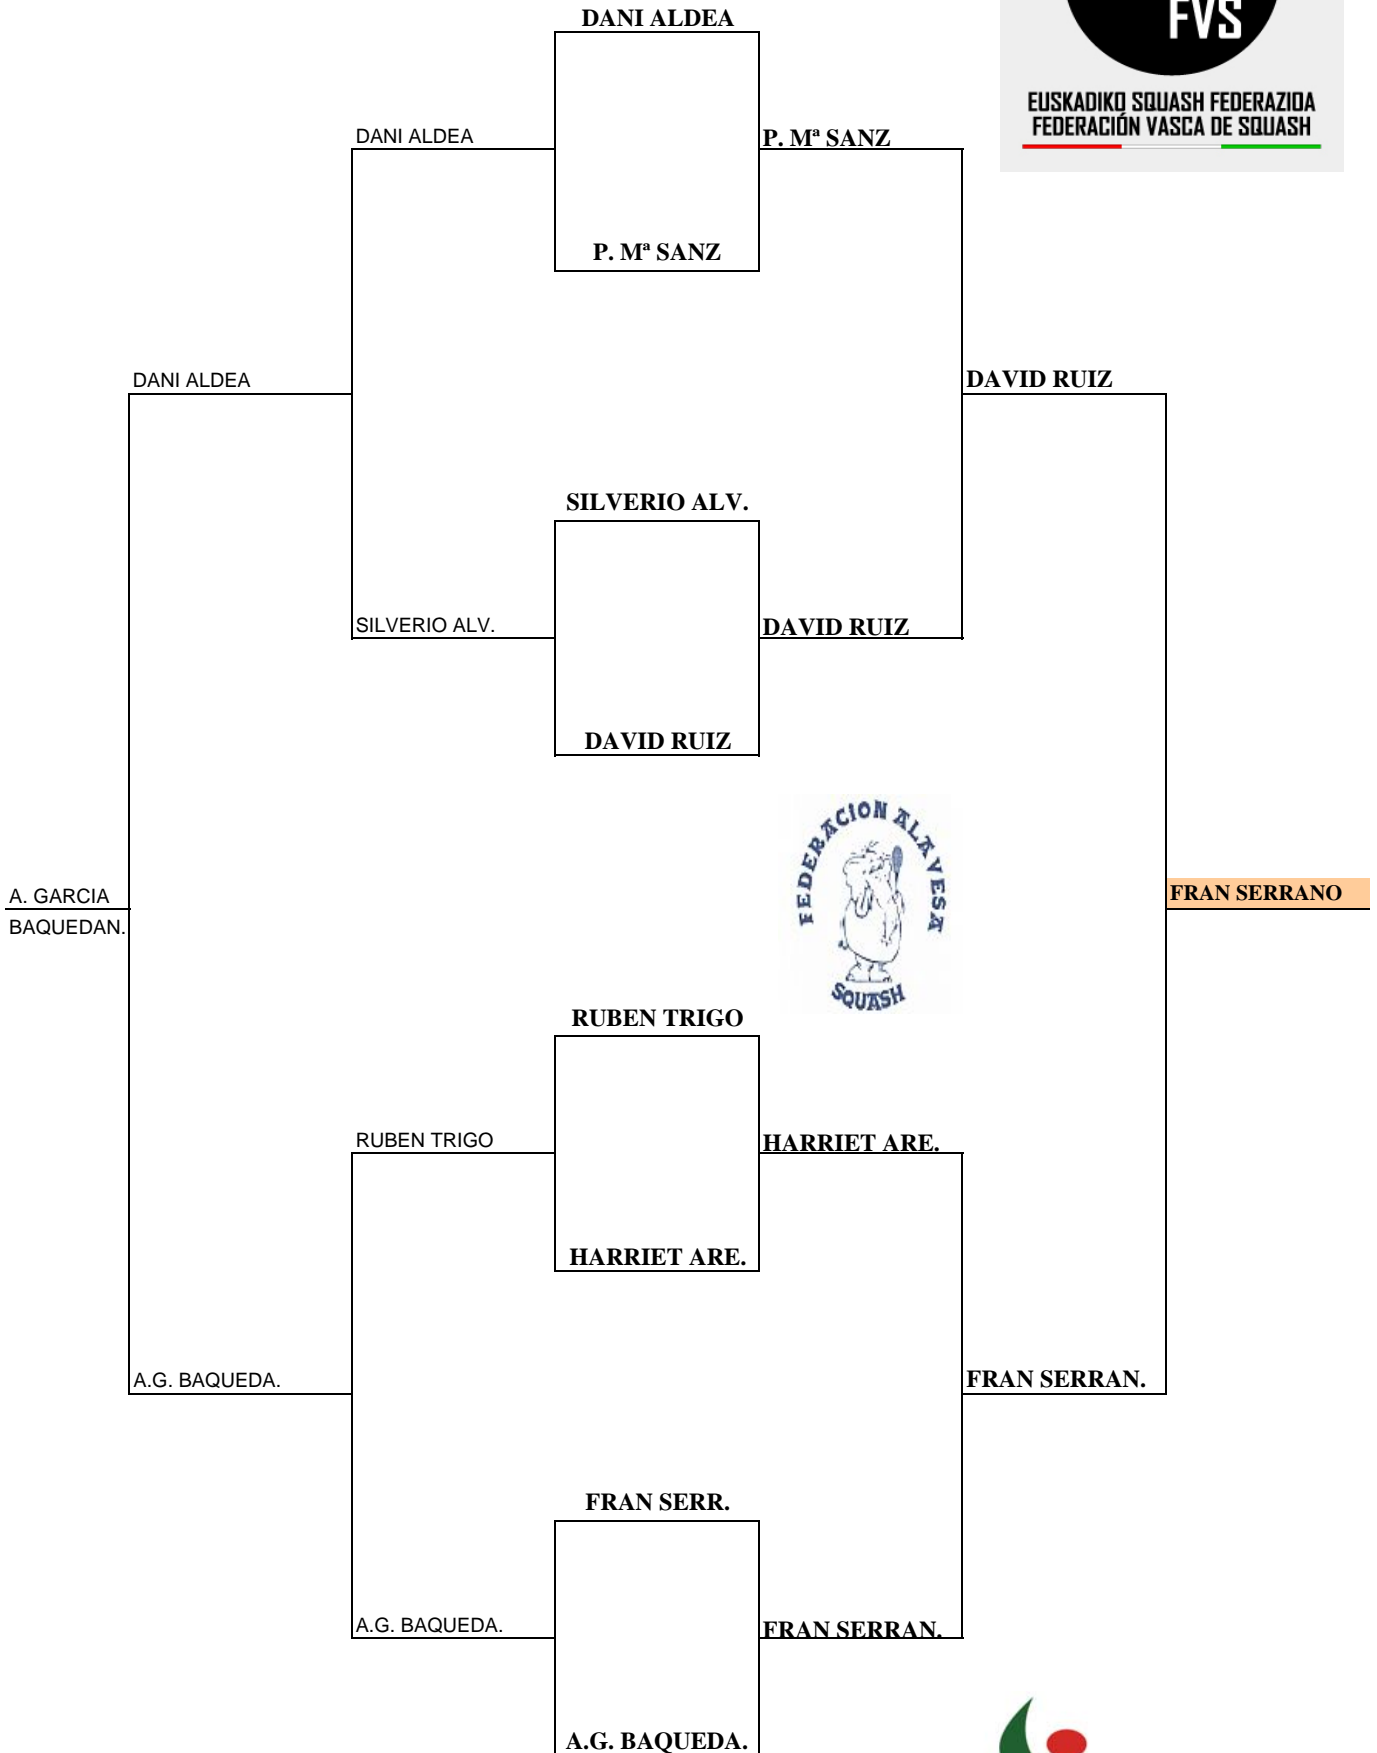 DANI ALDEA
FVS
EUSKADIKO SQUASH FEDERAZIOA
FEDERACIÓN VASCA DE SQUASH
DANI ALDEA
P. Mª SANZ
P. Mª SANZ
DANI ALDEA
DAVID RUIZ
SILVERIO ALV.
SILVERIO ALV.
DAVID RUIZ
DAVID RUIZ
FEDERACION ALAVESA
SQUASH
A. GARCIA
BAQUEDAN.
FRAN SERRANO
RUBEN TRIGO
RUBEN TRIGO
HARRIET ARE.
HARRIET ARE.
A.G. BAQUEDA.
FRAN SERRAN.
FRAN SERR.
A.G. BAQUEDA.
FRAN SERRAN.
A.G. BAQUEDA.